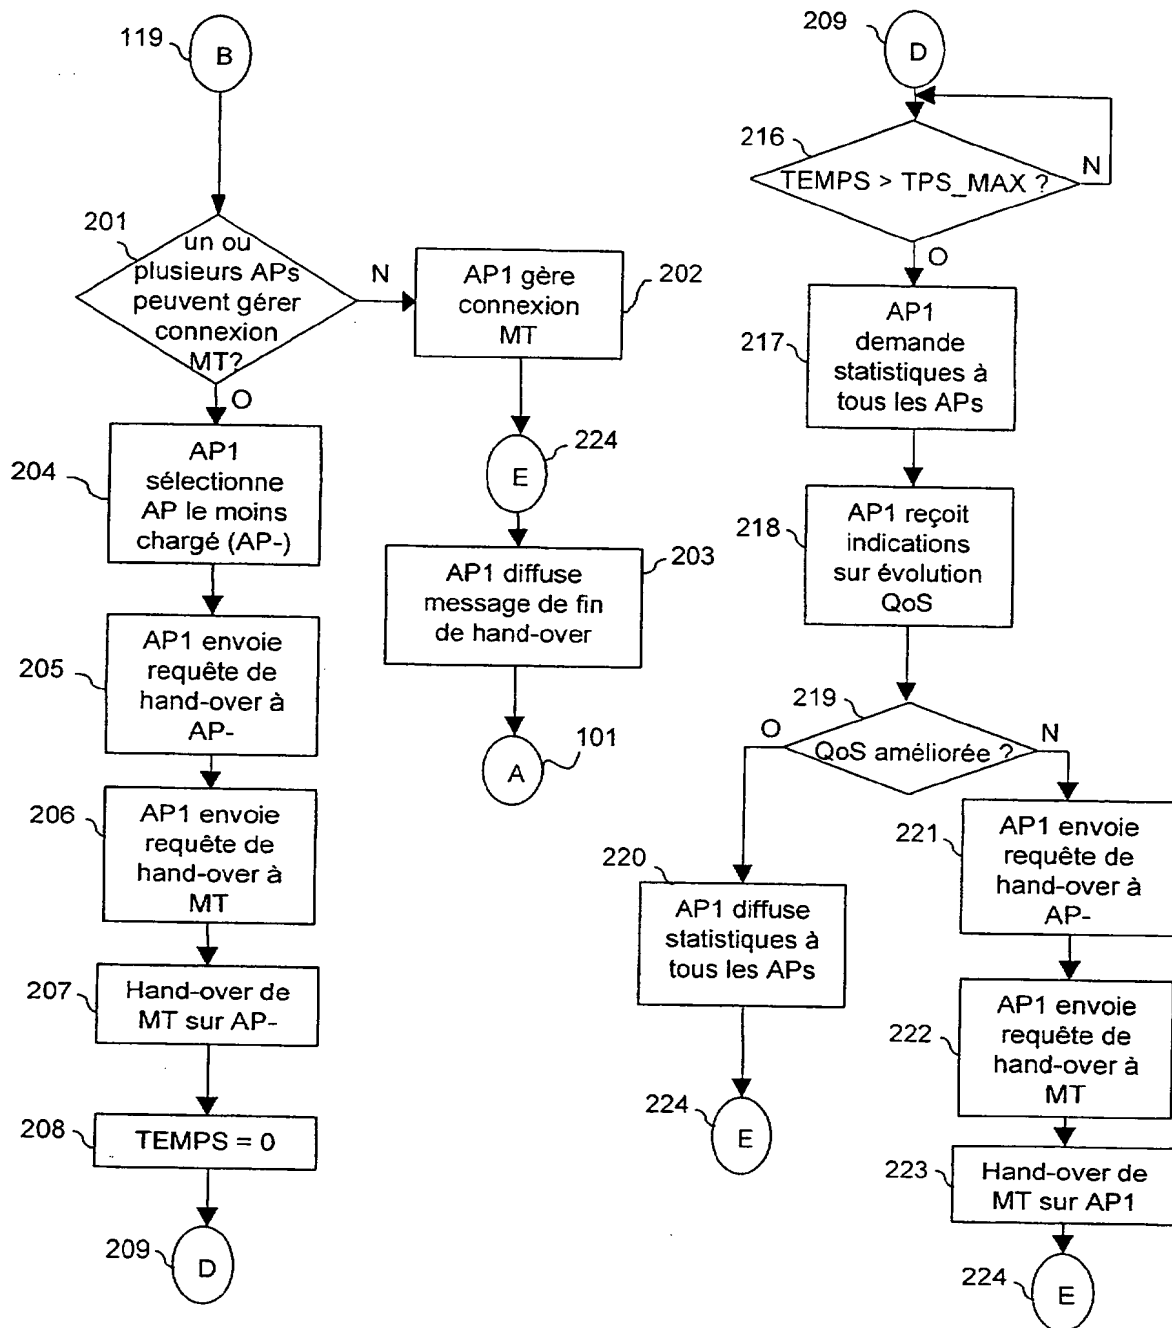 119
B
201
un ou
plusieurs APs
peuvent gérer
connexion
MT?
N
O
AP1 gère
connexion
MT
202
224
E
AP1 diffuse
message de fin
de hand-over
203
A
101
204
AP1
sélectionne
AP le moins
chargé (AP-)
205
AP1 envoie
requête de
hand-over à
AP-
206
AP1 envoie
requête de
hand-over à
MT
207
Hand-over de
MT sur AP-
208
TEMPS = 0
209
D
209
D
216
TEMPS > TPS_MAX ?
N
O
217
AP1
demande
statistiques à
tous les APs
218
AP1 reçoit
indications
sur évolution
QoS
219
O
QoS améliorée ?
N
220
AP1 diffuse
statistiques à
tous les APs
224
E
221
AP1 envoie
requête de
hand-over à
AP-
222
AP1 envoie
requête de
hand-over à
MT
223
Hand-over de
MT sur AP1
224
E